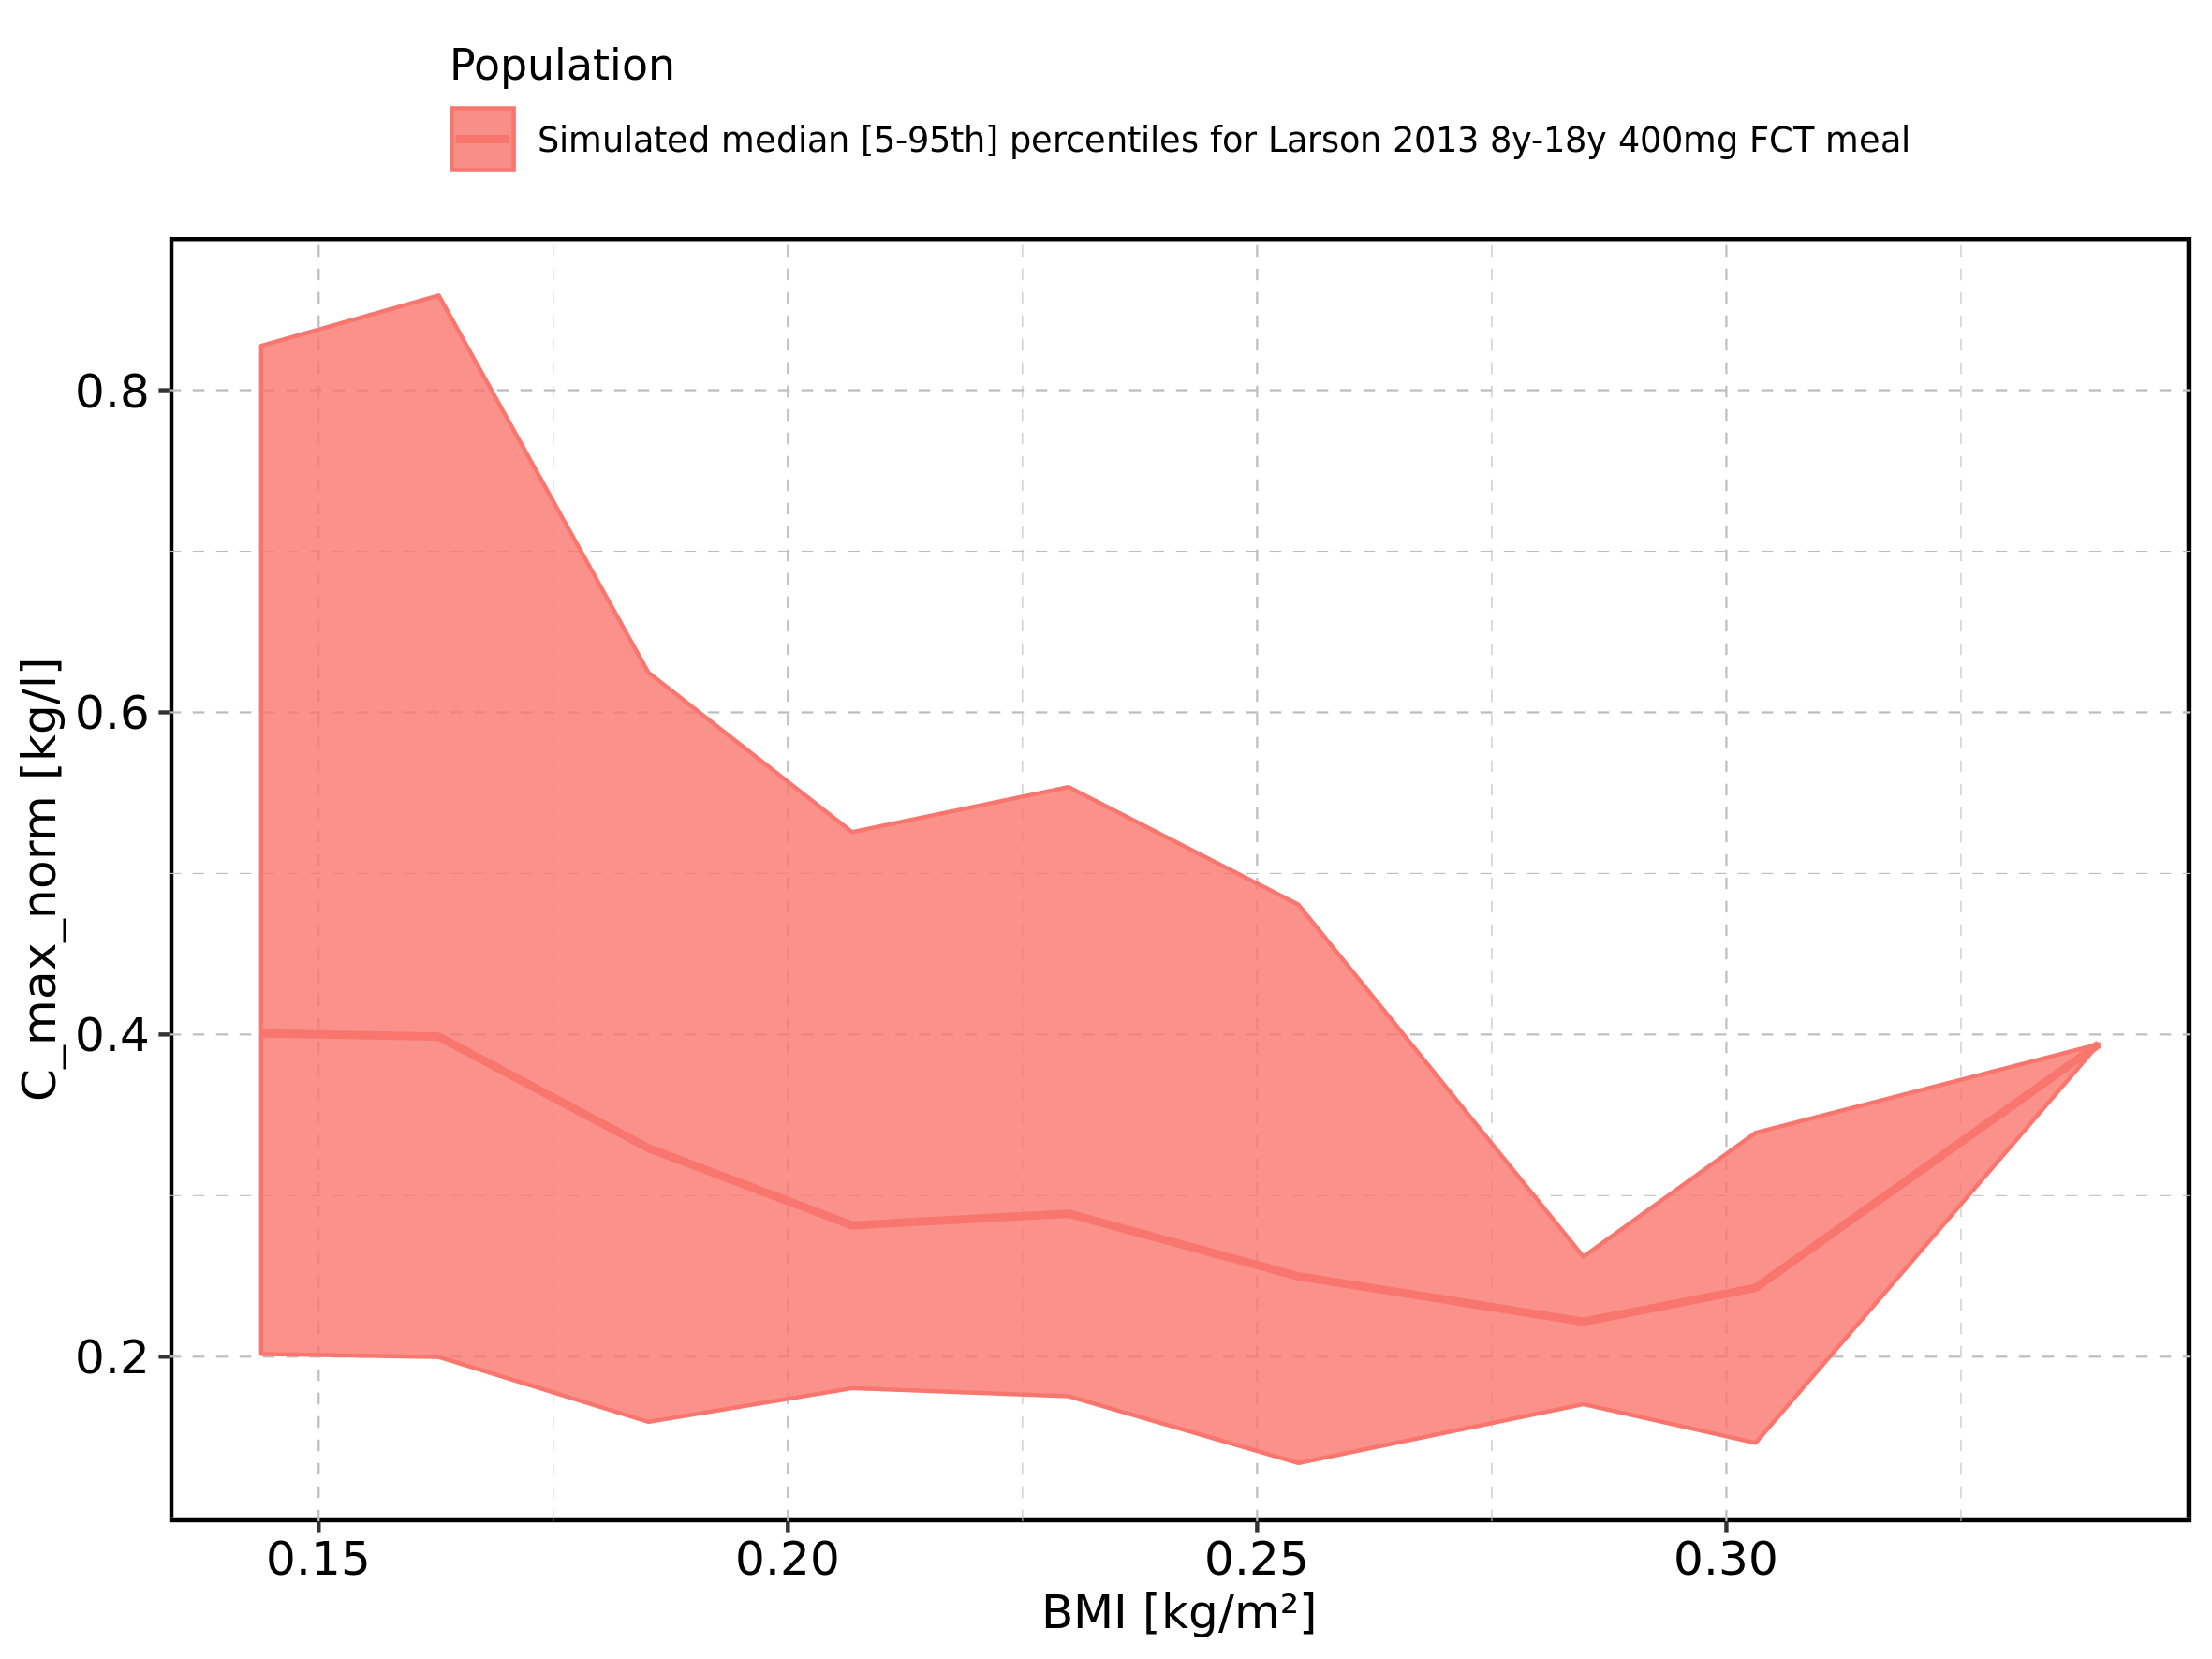 Population
Simulated median [5-95th] percentiles for Larson 2013 8y-18y 400mg FCT meal
C_max_norm [kg/l]
0.8
0.6
0.4
0.2
0.15 0.20 0.25 0.30
BMI [kg/m²]